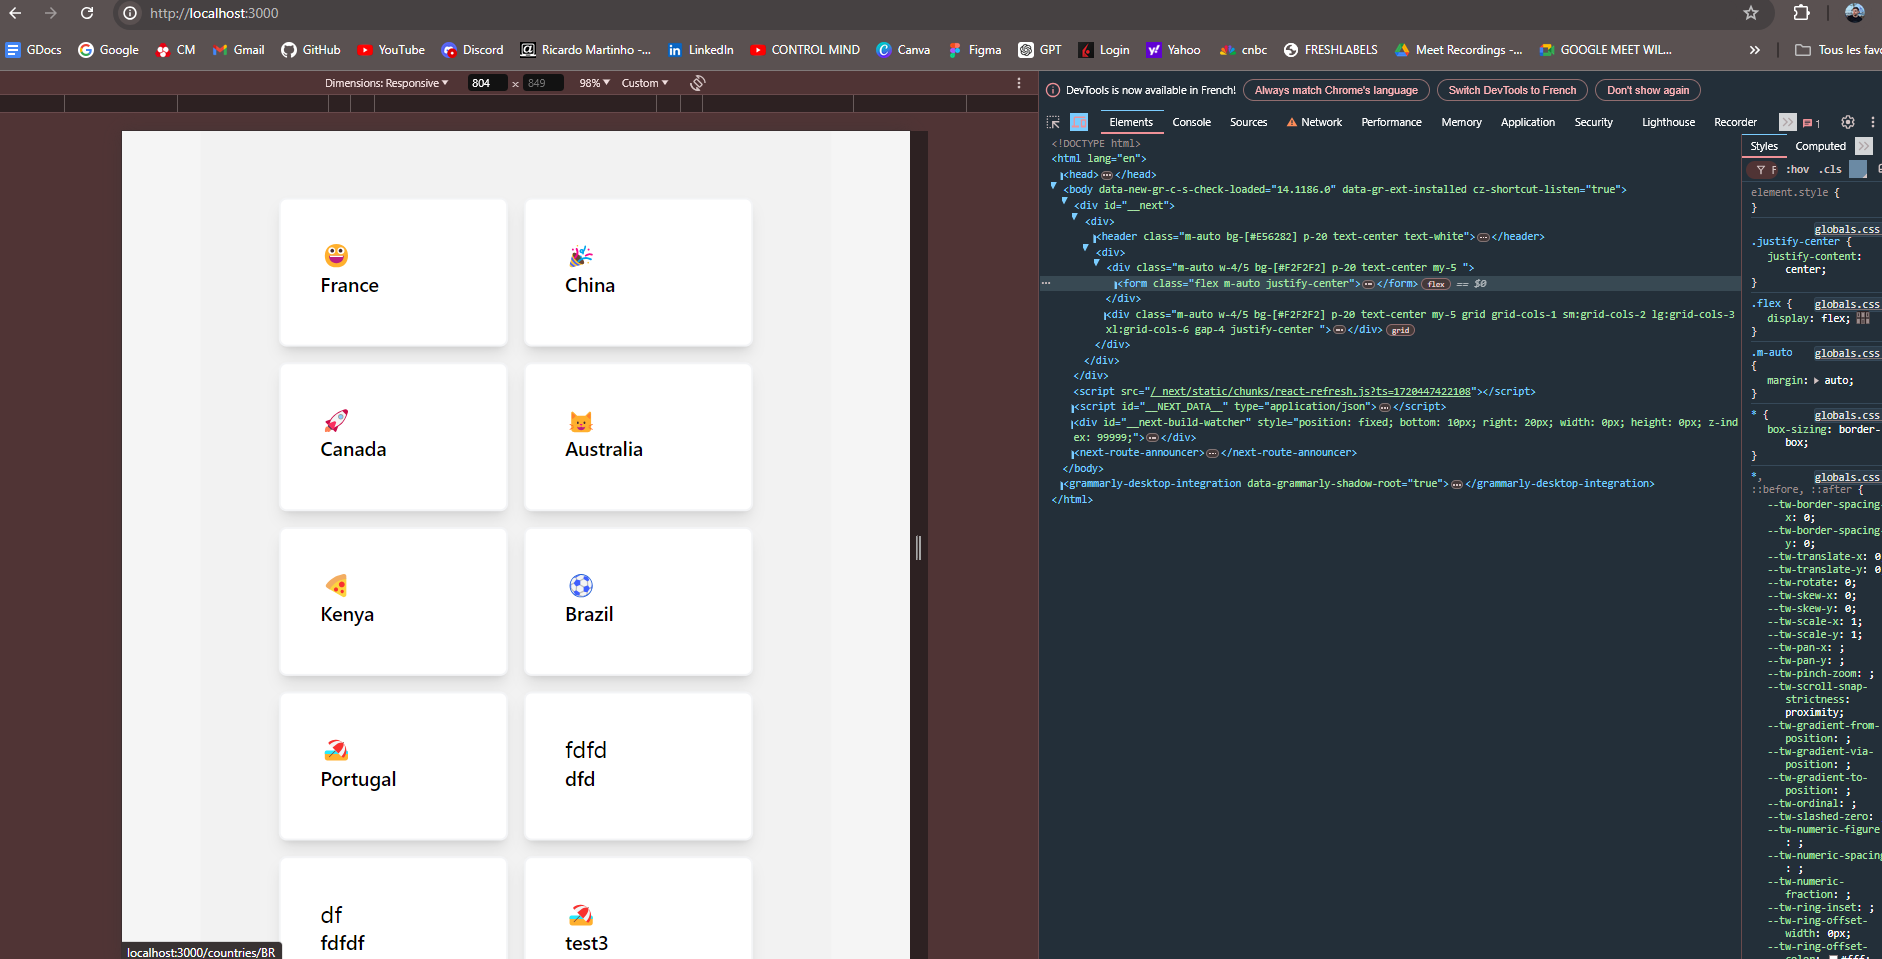 http://localhost:3000
GDocs Google CM Gmail GitHub YouTube Discord Ricardo Martinho -... LinkedIn CONTROL MIND Canva Figma GPT Login Yahoo cnbc FRESHLABELS Meet Recordings -... GOOGLE MEET WIL... » Tous les favo
Dimensions: Responsive 804 × 849 98% Custom
France
China
Canada
Australia
Kenya
Brazil
Portugal
fdfd
dfd
df
fdfdf
test3
localhost:3000/countries/BR
DevTools is now available in French! Always match Chrome's language Switch DevTools to French Don't show again
Elements Console Sources Network Performance Memory Application Security Lighthouse Recorder » 1
<!DOCTYPE html>
<html lang="en">
<head>…</head>
<body data-new-gr-c-s-check-loaded="14.1186.0" data-gr-ext-installed cz-shortcut-listen="true">
<div id="__next">
<div>
<header class="m-auto bg-[#E56282] p-20 text-center text-white">…</header>
<div>
<div class="m-auto w-4/5 bg-[#F2F2F2] p-20 text-center my-5 ">
<form class="flex m-auto justify-center">…</form> flex == $0
</div>
<div class="m-auto w-4/5 bg-[#F2F2F2] p-20 text-center my-5 grid grid-cols-1 sm:grid-cols-2 lg:grid-cols-3
xl:grid-cols-6 gap-4 justify-center ">…</div> grid
</div>
</div>
</div>
<script src="/_next/static/chunks/react-refresh.js?ts=1720447422108"></script>
<script id="__NEXT_DATA__" type="application/json">…</script>
<div id="__next-build-watcher" style="position: fixed; bottom: 10px; right: 20px; width: 0px; height: 0px; z-ind
ex: 99999;">…</div>
<next-route-announcer>…</next-route-announcer>
</body>
<grammarly-desktop-integration data-grammarly-shadow-root="true">…</grammarly-desktop-integration>
</html>
Styles Computed »
F :hov .cls
element.style {
}
globals.css
.justify-center {
justify-content:
center;
}
.flex { globals.css
display: flex;
}
.m-auto globals.css
{
margin: auto;
}
* { globals.css
box-sizing: border-
box;
}
*, globals.css
::before, ::after {
--tw-border-spacing-
x: 0;
--tw-border-spacing-
y: 0;
--tw-translate-x: 0
--tw-translate-y: 0
--tw-rotate: 0;
--tw-skew-x: 0;
--tw-skew-y: 0;
--tw-scale-x: 1;
--tw-scale-y: 1;
--tw-pan-x: ;
--tw-pan-y: ;
--tw-pinch-zoom: ;
--tw-scroll-snap-
strictness:
proximity;
--tw-gradient-from-
position: ;
--tw-gradient-via-
position: ;
--tw-gradient-to-
position: ;
--tw-ordinal: ;
--tw-slashed-zero:
--tw-numeric-figure
: ;
--tw-numeric-spacing
: ;
--tw-numeric-
fraction: ;
--tw-ring-inset: ;
--tw-ring-offset-
width: 0px;
--tw-ring-offset-
color: #fff;